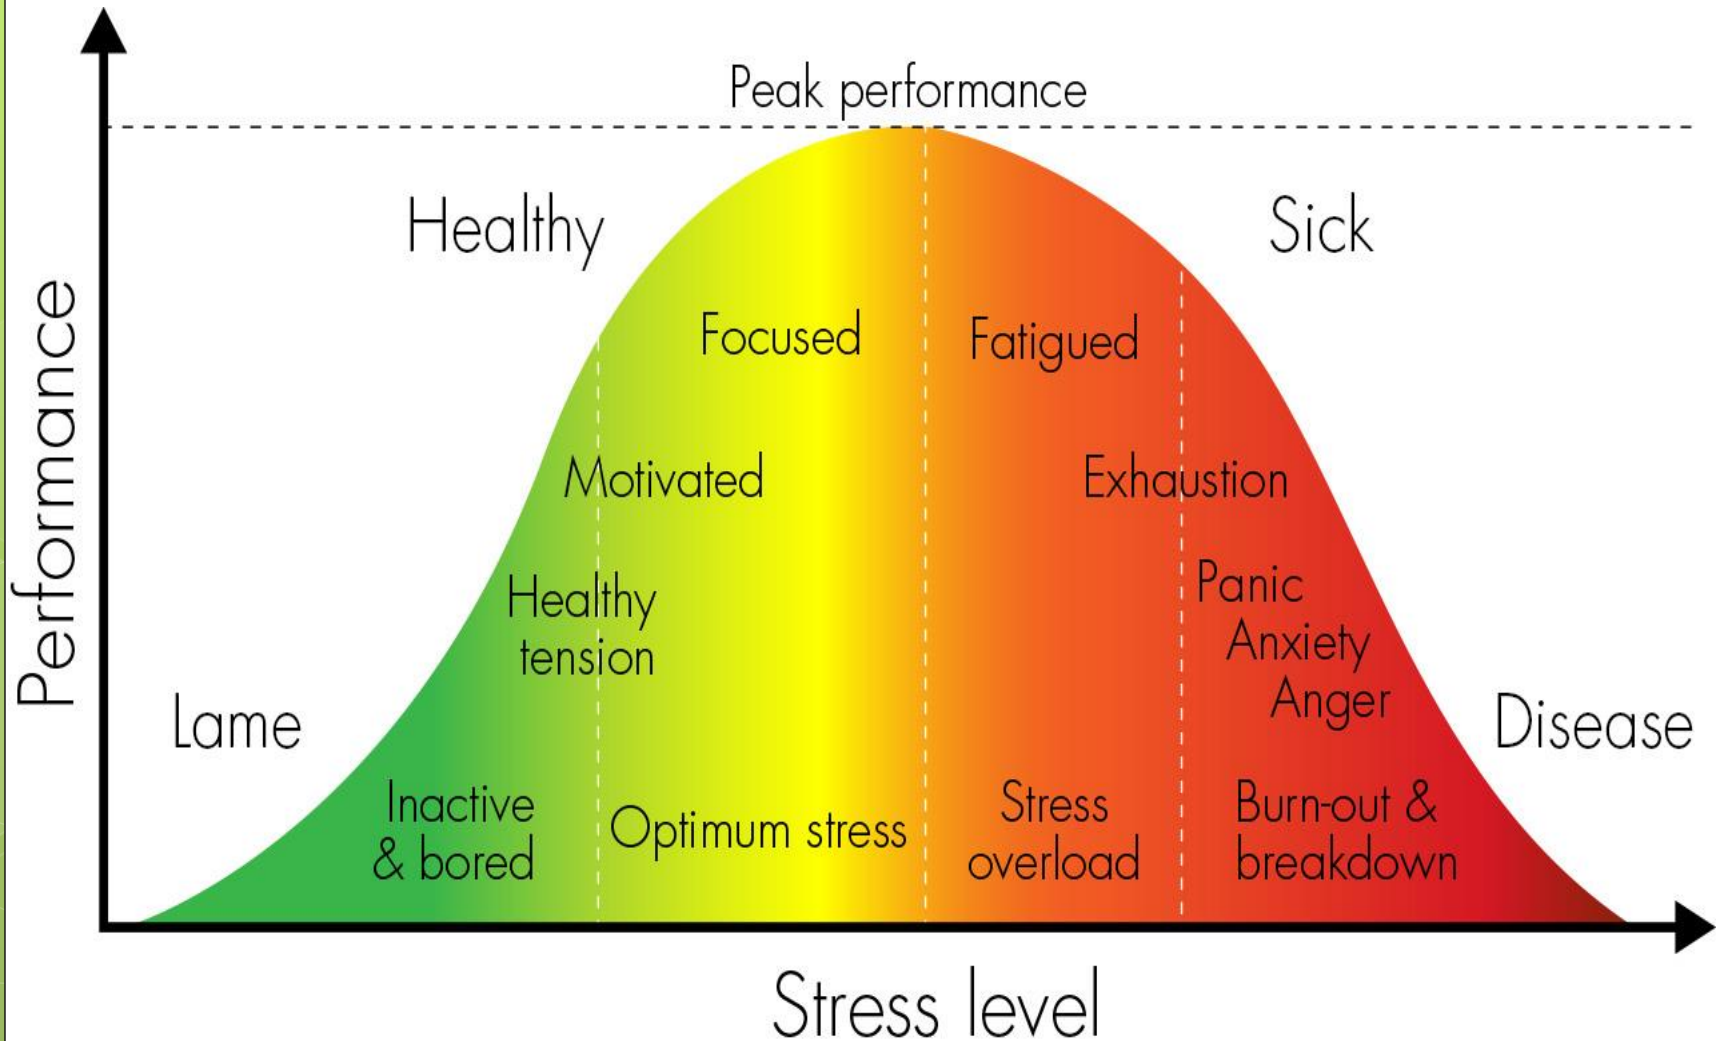 Peak performance
Healthy
Sick
Focused
Fatigued
Motivated
Exhaustion
Healthy
tension
Panic
Anxiety
Anger
Lame
Disease
Inactive
& bored
Optimum stress
Stress
overload
Burn-out &
breakdown
Performance
Stress level